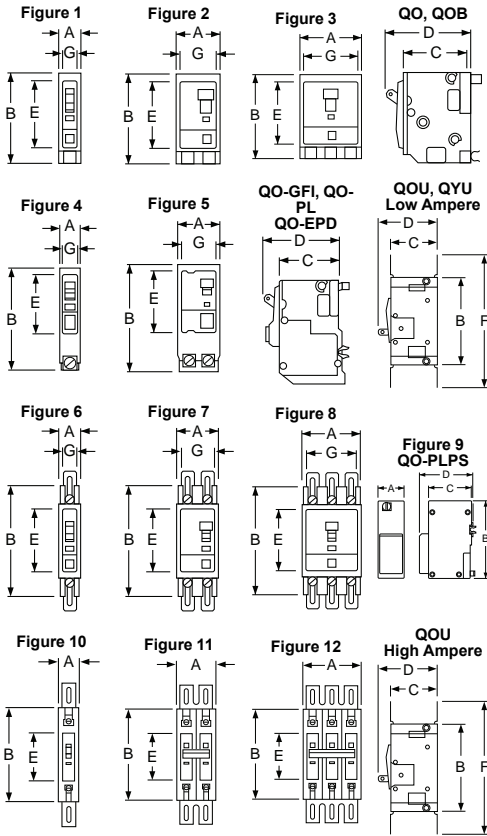 Figure 1
A
G
B
E
Figure 2
A
G
B
E
Figure 3
A
G
B
E
QO, QOB
D
C
Figure 4
A
G
E
B
Figure 5
A
G
E
B
QO-GFI, QO-
PL
QO-EPD
D
C
QOU, QYU
Low Ampere
D
C
B
F
Figure 6
A
G
B
E
Figure 7
A
G
B
E
Figure 8
A
G
B
E
Figure 9
QO-PLPS
A
D
C
B
Figure 10
A
B
E
Figure 11
A
B
E
Figure 12
A
B
E
QOU
High Ampere
D
C
B
F